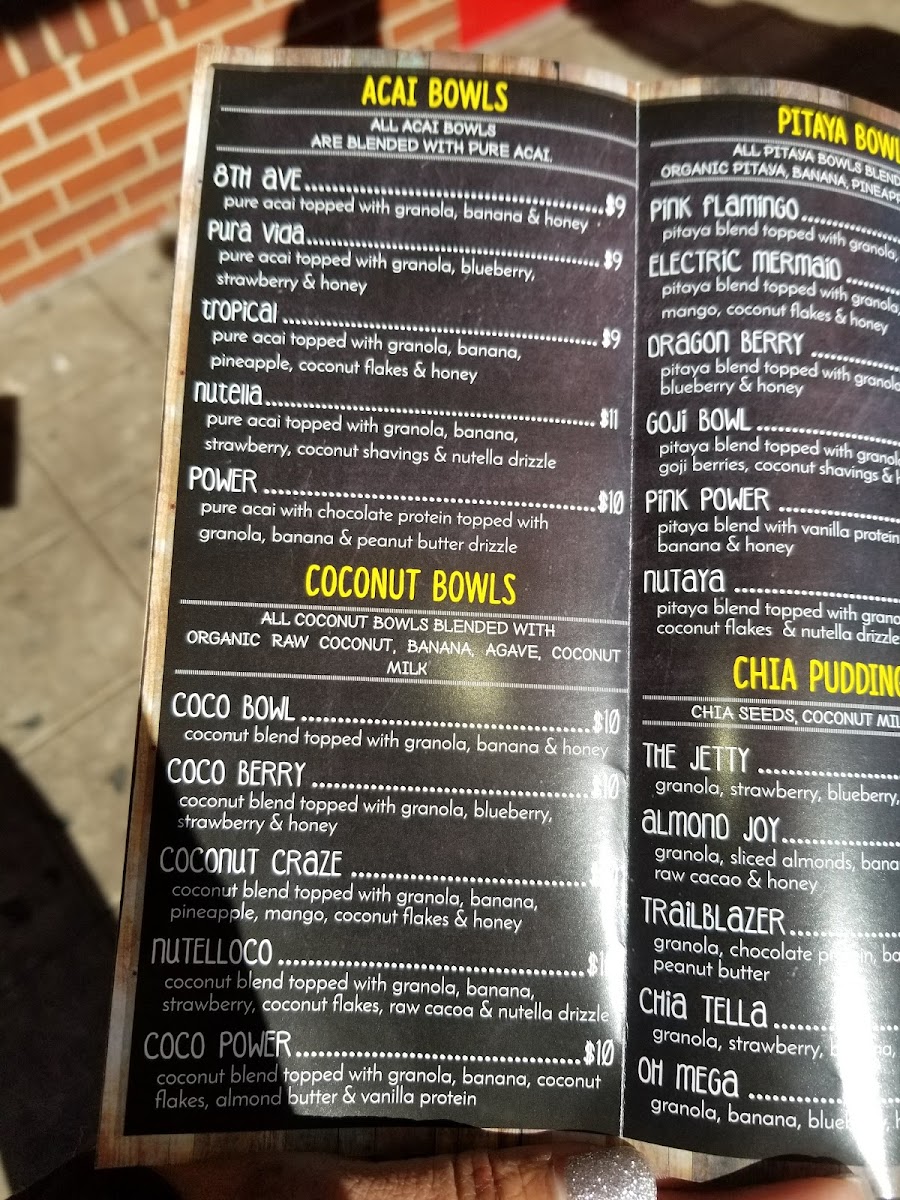 ACAI BOWLS
ALL ACAI BOWLS
ARE BLENDED WITH PURE ACAI.
8TH AVE $9
pure acai topped with granola, banana & honey
PURA VIDA $9
pure acai topped with granola, blueberry,
strawberry & honey
TROPICAL $9
pure acai topped with granola, banana,
pineapple, coconut flakes & honey
NUTELLA $11
pure acai topped with granola, banana,
strawberry, coconut shavings & nutella drizzle
POWER $10
pure acai with chocolate protein topped with
granola, banana & peanut butter drizzle
COCONUT BOWLS
ALL COCONUT BOWLS BLENDED WITH
ORGANIC RAW COCONUT, BANANA, AGAVE, COCONUT
MILK
COCO BOWL $10
coconut blend topped with granola, banana & honey
COCO BERRY $10
coconut blend topped with granola, blueberry,
strawberry & honey
COCONUT CRAZE
coconut blend topped with granola, banana,
pineapple, mango, coconut flakes & honey
NUTELLOCO
coconut blend topped with granola, banana,
strawberry, coconut flakes, raw cacoa & nutella drizzle
COCO POWER $10
coconut blend topped with granola, banana, coconut
flakes, almond butter & vanilla protein
PITAYA
ALL PITAYA BOWLS
ORGANIC PITAYA, BANANA,
PINK FLAMINGO
pitaya blend topped with granola,
ELECTRIC MERMAID
pitaya blend topped with granola,
mango, coconut flakes & honey
DRAGON BERRY
pitaya blend topped with
blueberry & honey
GOJI BOWL
pitaya blend topped with
goji berries, coconut shavings &
PINK POWER
pitaya blend with vanilla protein
banana & honey
NUTAYA
pitaya blend topped with
coconut flakes & nutella drizzle
CHIA PUDDING
CHIA SEEDS, COCONUT
THE JETTY
granola, strawberry, blueberry,
ALMOND JOY
granola, sliced almonds,
raw cacao & honey
TRAILBLAZER
granola, chocolate
peanut butter
CHIA TELLA
granola, strawberry,
OH MEGA
granola, banana,